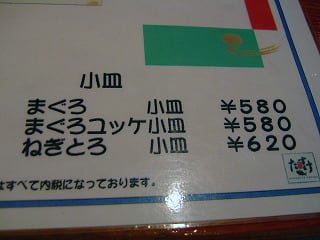 小皿
まぐろ 小皿 ¥580
まぐろユッケ小皿 ¥580
ねぎとろ 小皿 ¥620
はすべて内税になっております。